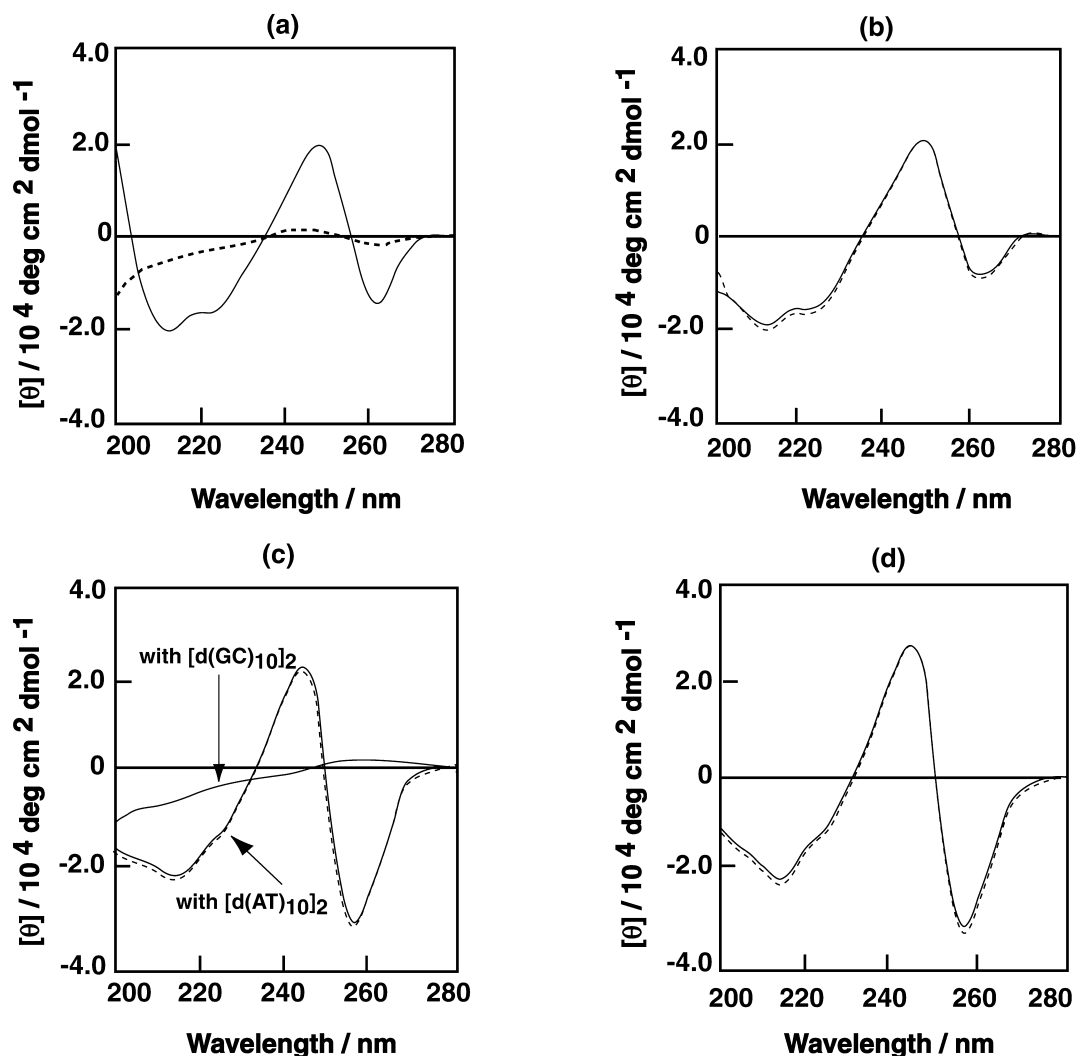 (a)
4.0
2.0
0
-2.0
-4.0
200 220 240 260 280
Wavelength / nm
[θ] / 10 4 deg cm 2 dmol -1
(b)
4.0
2.0
0
-2.0
-4.0
200 220 240 260 280
Wavelength / nm
[θ] / 10 4 deg cm 2 dmol -1
(c)
4.0
2.0
0
-2.0
-4.0
with [d(GC)10]2
with [d(AT)10]2
200 220 240 260 280
Wavelength / nm
[θ] / 10 4 deg cm 2 dmol -1
(d)
4.0
2.0
0
-2.0
-4.0
200 220 240 260 280
Wavelength / nm
[θ] / 10 4 deg cm 2 dmol -1